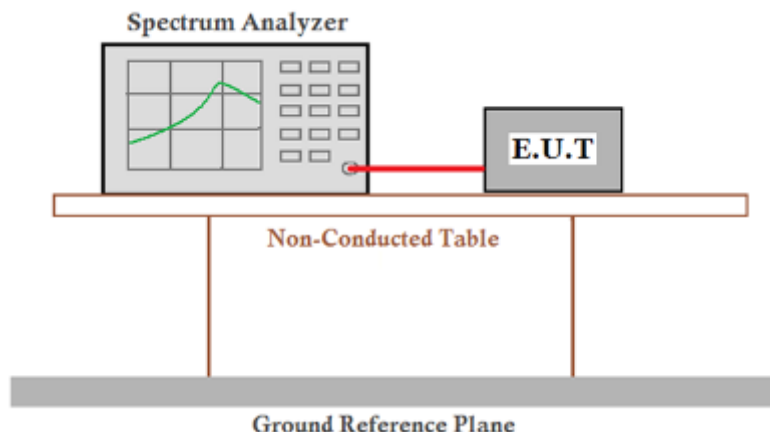 Spectrum Analyzer
E.U.T
Non-Conducted Table
Ground Reference Plane